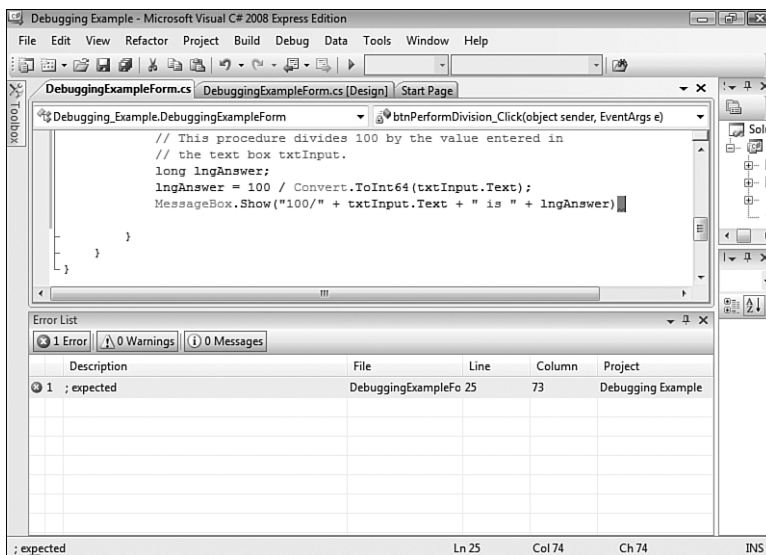 Debugging Example - Microsoft Visual C# 2008 Express Edition
File Edit View Refactor Project Build Debug Data Tools Window Help
DebuggingExampleForm.cs DebuggingExampleForm.cs [Design] Start Page
Toolbox
Debugging_Example.DebuggingExampleForm btnPerformDivision_Click(object sender, EventArgs e)
// This procedure divides 100 by the value entered in
// the text box txtInput.
long lngAnswer;
lngAnswer = 100 / Convert.ToInt64(txtInput.Text);
MessageBox.Show("100/" + txtInput.Text + " is " + lngAnswer)
}
}
}
Sol
Error List
1 Error 0 Warnings 0 Messages
Description File Line Column Project
1 ; expected DebuggingExampleFo 25 73 Debugging Example
; expected Ln 25 Col 74 Ch 74 INS